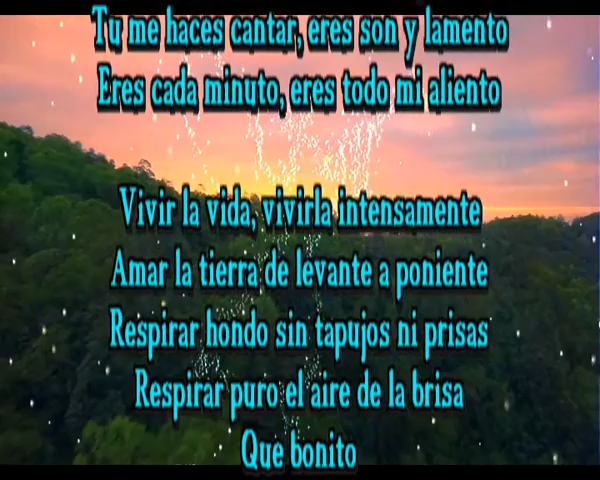 Tu me haces cantar, eres son y lamento
Eres cada minuto, eres todo mi aliento
Vivir la vida, vivirla intensamente
Amar la tierra de levante a poniente
Respirar hondo sin tapujos ni prisas
Respirar puro el aire de la brisa
Que bonito